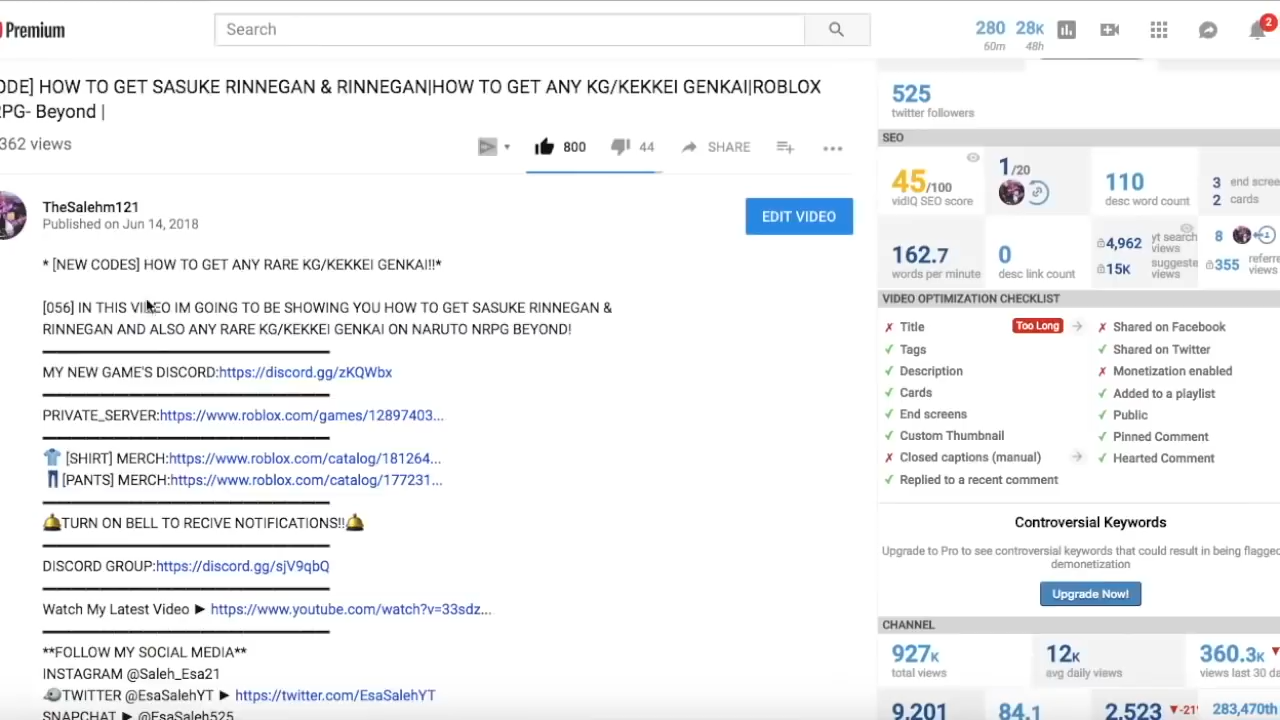 Premium
Search
280 28K
60m 48h
2
ODE] HOW TO GET SASUKE RINNEGAN & RINNEGAN|HOW TO GET ANY KG/KEKKEI GENKAI|ROBLOX
RPG- Beyond |
362 views
800 44 SHARE
TheSalehm121
Published on Jun 14, 2018
EDIT VIDEO
* [NEW CODES] HOW TO GET ANY RARE KG/KEKKEI GENKAI!!*
[056] IN THIS VIDEO IM GOING TO BE SHOWING YOU HOW TO GET SASUKE RINNEGAN &
RINNEGAN AND ALSO ANY RARE KG/KEKKEI GENKAI ON NARUTO NRPG BEYOND!
MY NEW GAME'S DISCORD:https://discord.gg/zKQWbx
PRIVATE_SERVER:https://www.roblox.com/games/12897403...
[SHIRT] MERCH:https://www.roblox.com/catalog/181264...
[PANTS] MERCH:https://www.roblox.com/catalog/177231...
TURN ON BELL TO RECIVE NOTIFICATIONS!!
DISCORD GROUP:https://discord.gg/sjV9qbQ
Watch My Latest Video ► https://www.youtube.com/watch?v=33sdz...
**FOLLOW MY SOCIAL MEDIA**
INSTAGRAM @Saleh_Esa21
TWITTER @EsaSalehYT ► https://twitter.com/EsaSalehYT
SNAPCHAT ► @EsaSaleh525
525
twitter followers
SEO
45/100
vidIQ SEO score
1/20
110
desc word count
3 end scree
2 cards
162.7
words per minute
0
desc link count
4,962 yt search views
15K suggeste views
8
355 referre views
VIDEO OPTIMIZATION CHECKLIST
✗ Title Too Long
✓ Tags
✓ Description
✓ Cards
✓ End screens
✓ Custom Thumbnail
✗ Closed captions (manual)
✓ Replied to a recent comment
✗ Shared on Facebook
✓ Shared on Twitter
✗ Monetization enabled
✓ Added to a playlist
✓ Public
✓ Pinned Comment
✓ Hearted Comment
Controversial Keywords
Upgrade to Pro to see controversial keywords that could result in being flagged
demonetization
Upgrade Now!
CHANNEL
927K
total views
12K
avg daily views
360.3K ▼
views last 30 da
9,201 84.1 2,523 ▼-21 283,470th